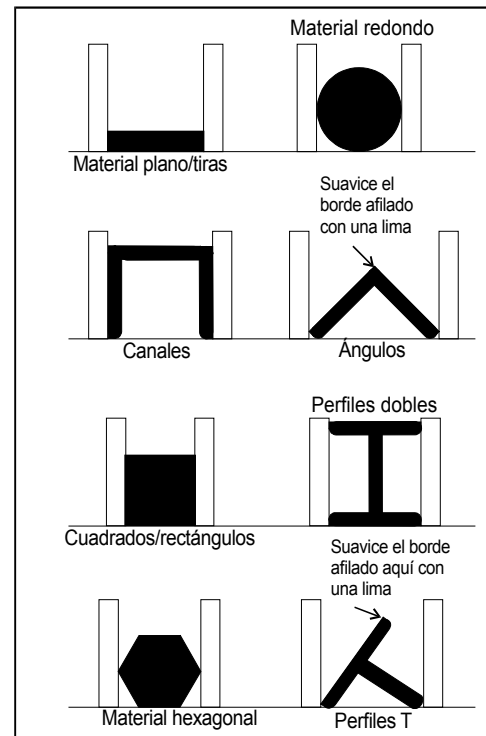 Material redondo
Material plano/tiras
Suavice el
borde afilado
con una lima
Canales
Ángulos
Perfiles dobles
Cuadrados/rectángulos
Suavice el borde
afilado aquí con
una lima
Material hexagonal
Perfiles T